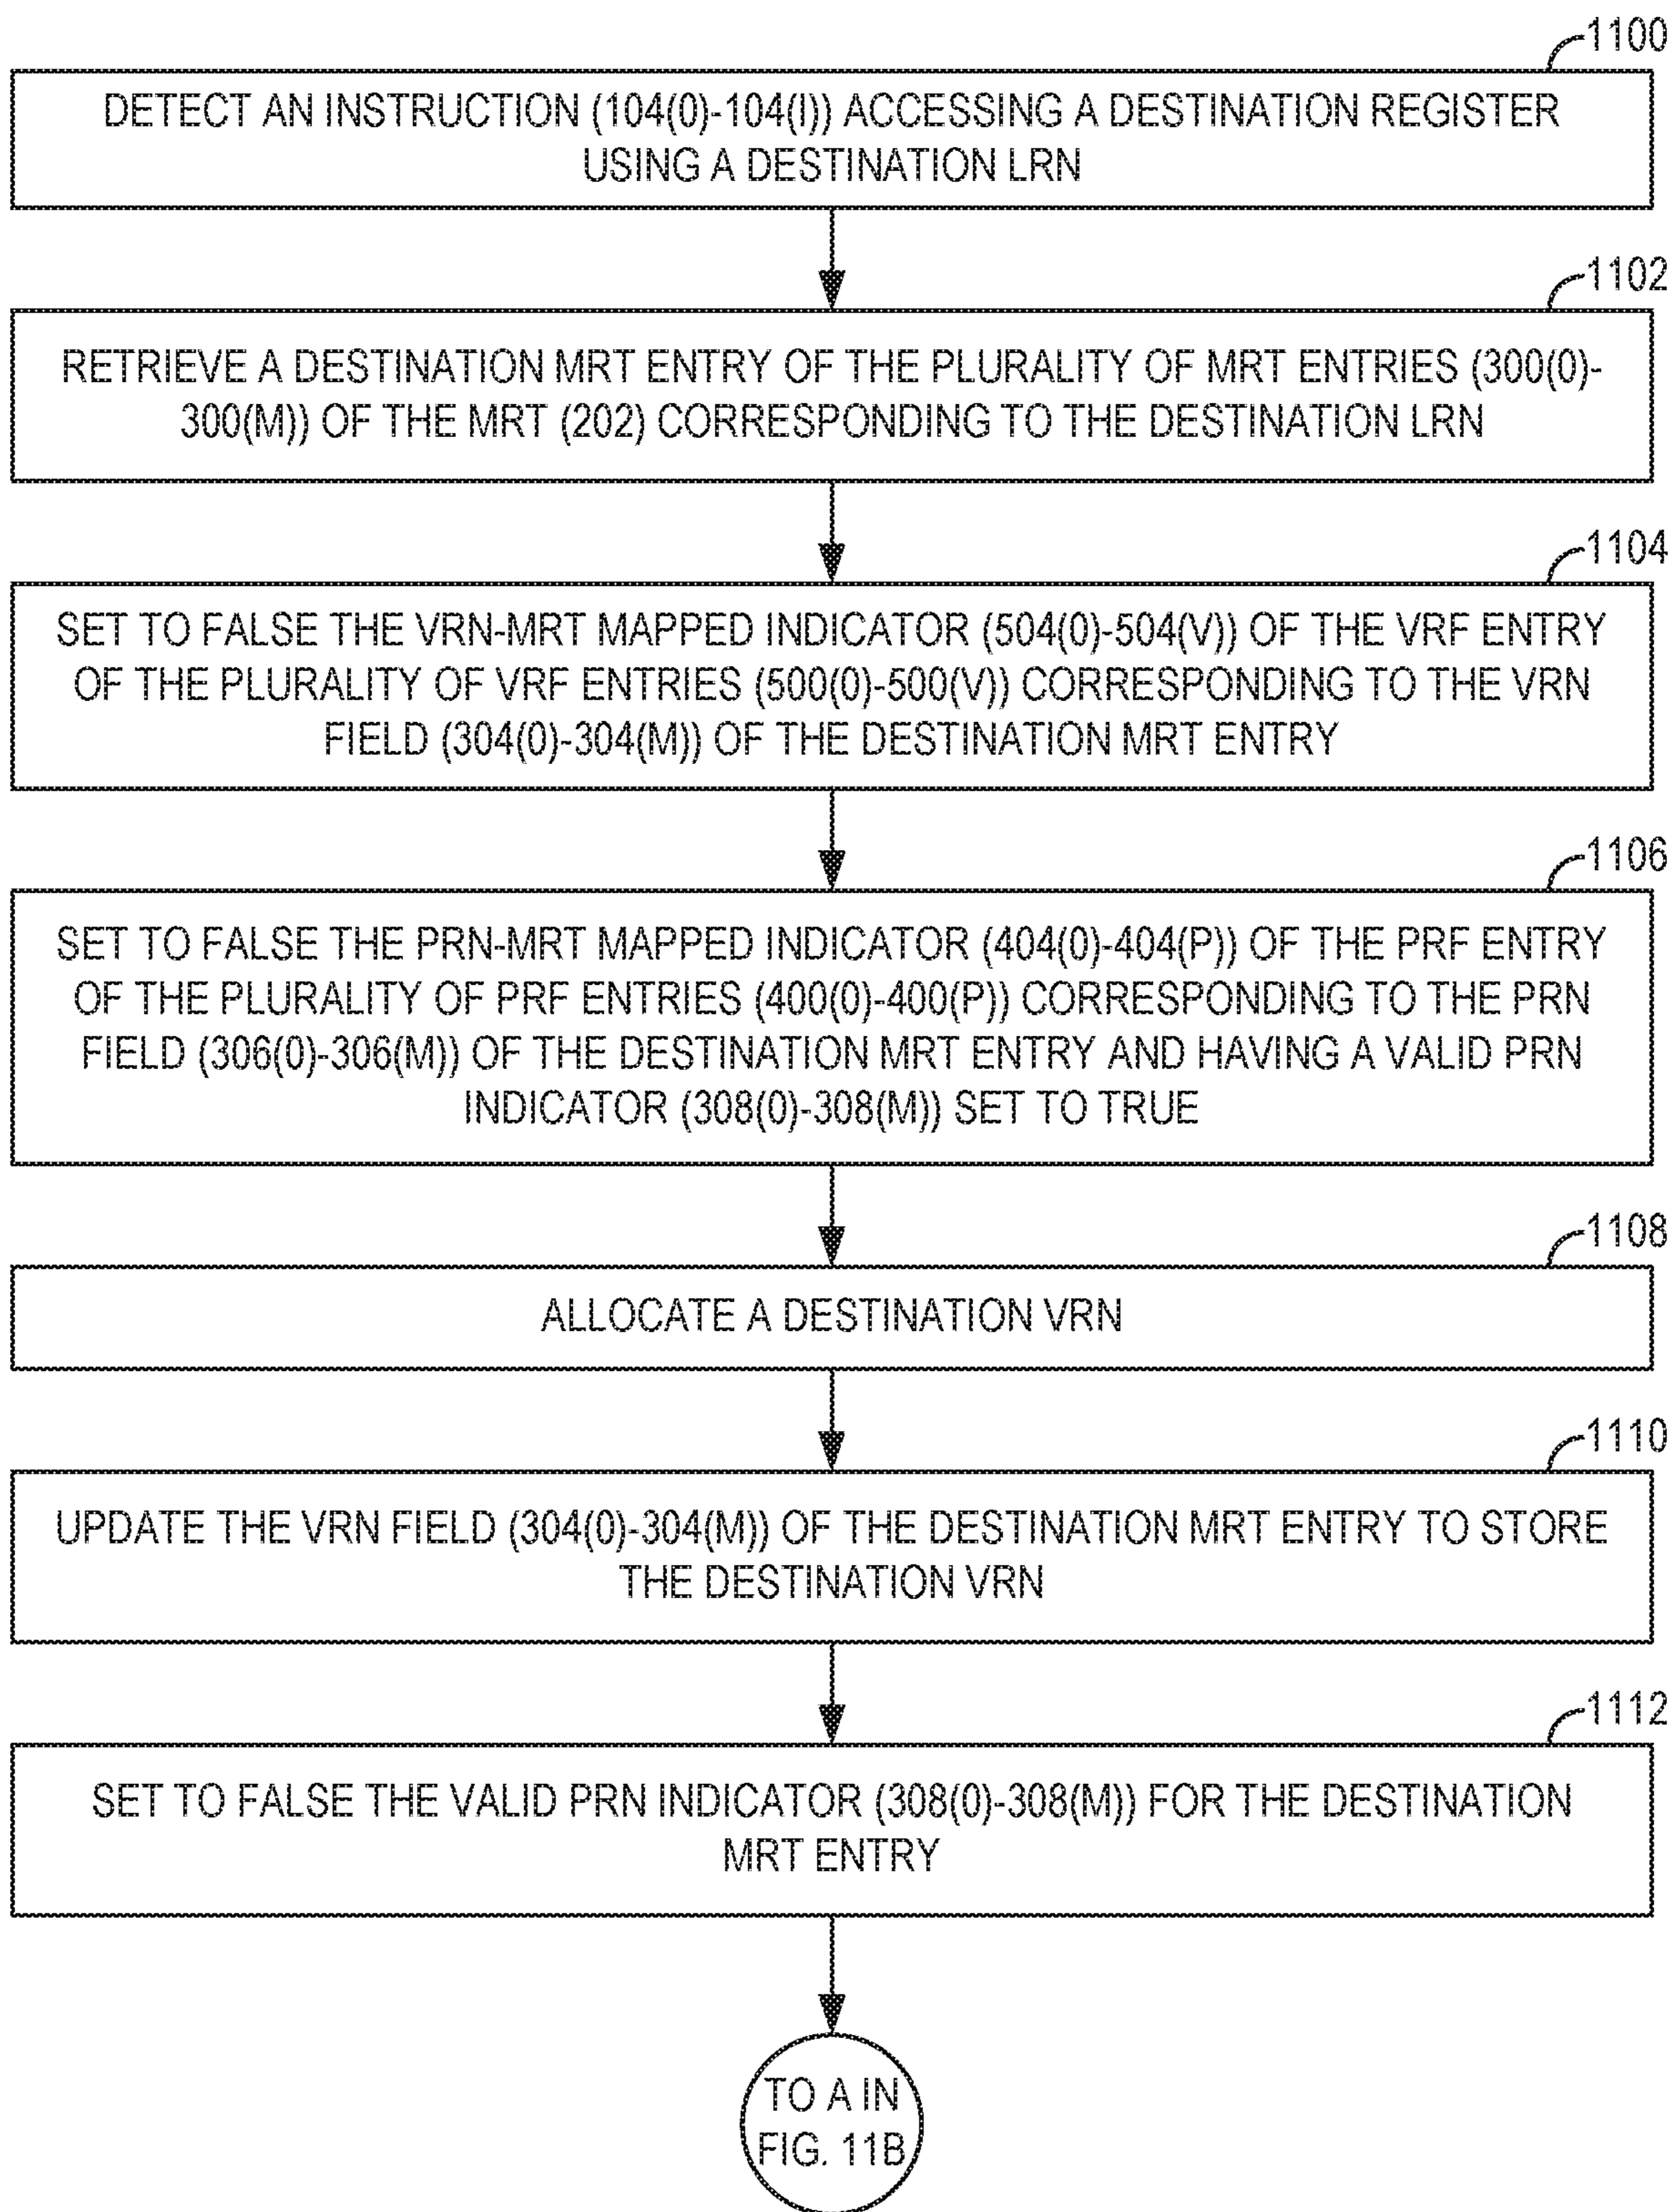 1100
DETECT AN INSTRUCTION (104(0)-104(I)) ACCESSING A DESTINATION REGISTER
USING A DESTINATION LRN
1102
RETRIEVE A DESTINATION MRT ENTRY OF THE PLURALITY OF MRT ENTRIES (300(0)-
300(M)) OF THE MRT (202) CORRESPONDING TO THE DESTINATION LRN
1104
SET TO FALSE THE VRN-MRT MAPPED INDICATOR (504(0)-504(V)) OF THE VRF ENTRY
OF THE PLURALITY OF VRF ENTRIES (500(0)-500(V)) CORRESPONDING TO THE VRN
FIELD (304(0)-304(M)) OF THE DESTINATION MRT ENTRY
1106
SET TO FALSE THE PRN-MRT MAPPED INDICATOR (404(0)-404(P)) OF THE PRF ENTRY
OF THE PLURALITY OF PRF ENTRIES (400(0)-400(P)) CORRESPONDING TO THE PRN
FIELD (306(0)-306(M)) OF THE DESTINATION MRT ENTRY AND HAVING A VALID PRN
INDICATOR (308(0)-308(M)) SET TO TRUE
1108
ALLOCATE A DESTINATION VRN
1110
UPDATE THE VRN FIELD (304(0)-304(M)) OF THE DESTINATION MRT ENTRY TO STORE
THE DESTINATION VRN
1112
SET TO FALSE THE VALID PRN INDICATOR (308(0)-308(M)) FOR THE DESTINATION
MRT ENTRY
TO A IN
FIG. 11B